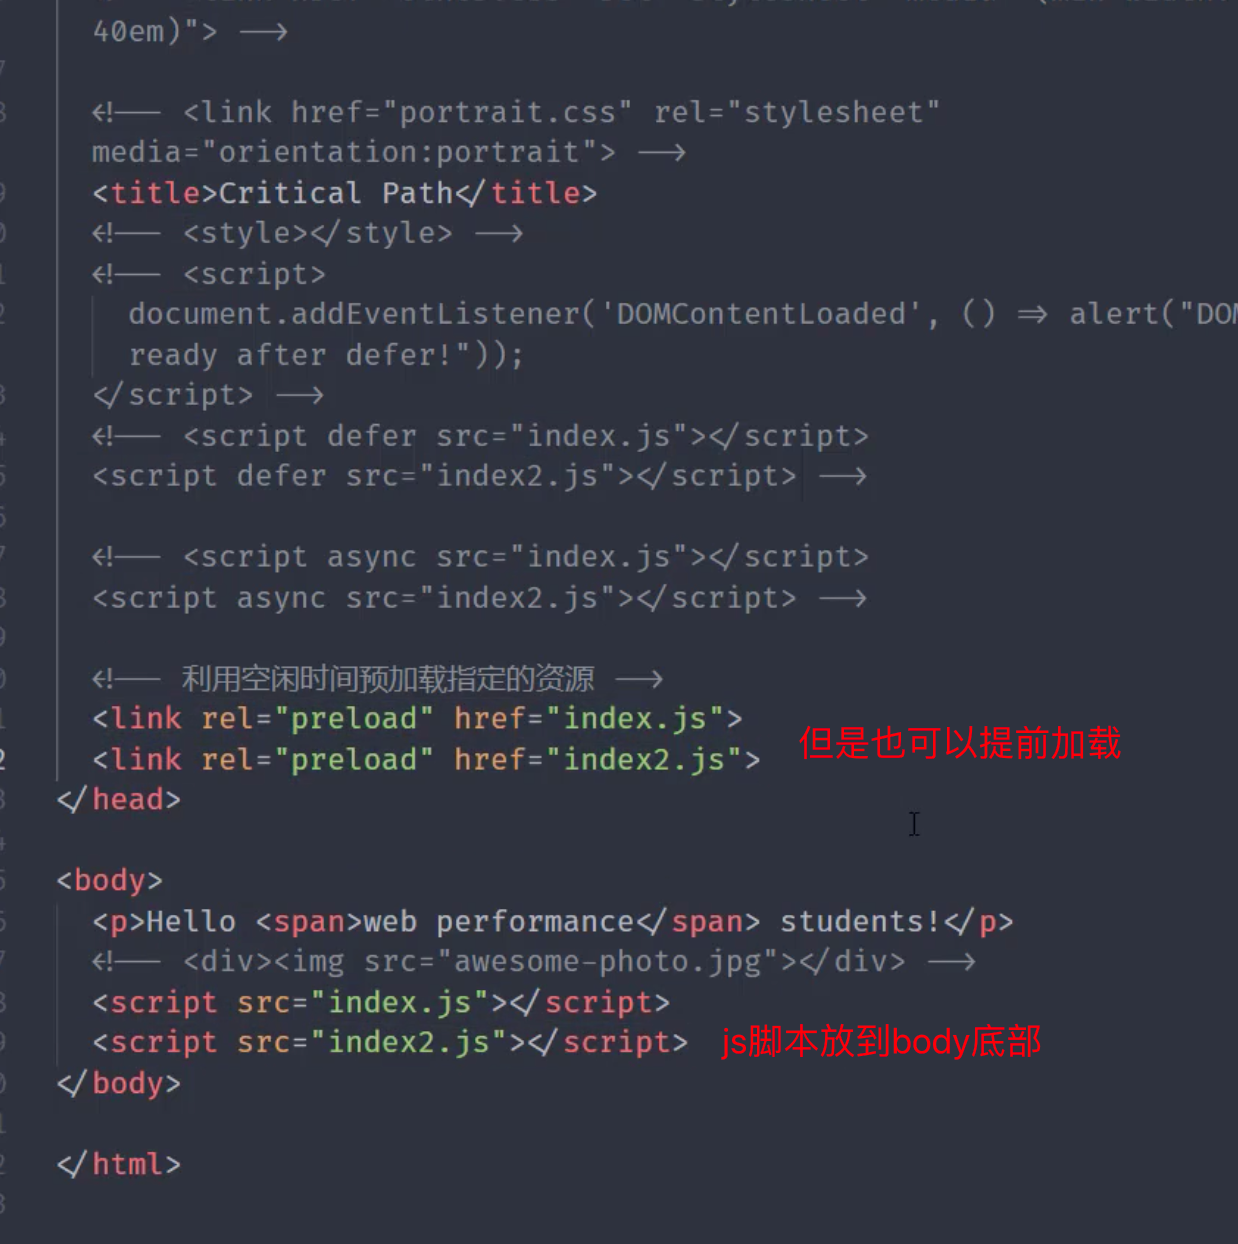 40em)"> -->
<!-- <link href="portrait.css" rel="stylesheet"
media="orientation:portrait"> -->
<title>Critical Path</title>
<!-- <style></style> -->
<!-- <script>
document.addEventListener('DOMContentLoaded', () => alert("DOM
ready after defer!"));
</script> -->
<!-- <script defer src="index.js"></script>
<script defer src="index2.js"></script> -->
<!-- <script async src="index.js"></script>
<script async src="index2.js"></script> -->
<!-- 利用空闲时间预加载指定的资源 -->
<link rel="preload" href="index.js">
<link rel="preload" href="index2.js">
但是也可以提前加载
</head>
<body>
<p>Hello <span>web performance</span> students!</p>
<!-- <div><img src="awesome-photo.jpg"></div> -->
<script src="index.js"></script>
<script src="index2.js"></script>
js脚本放到body底部
</body>
</html>